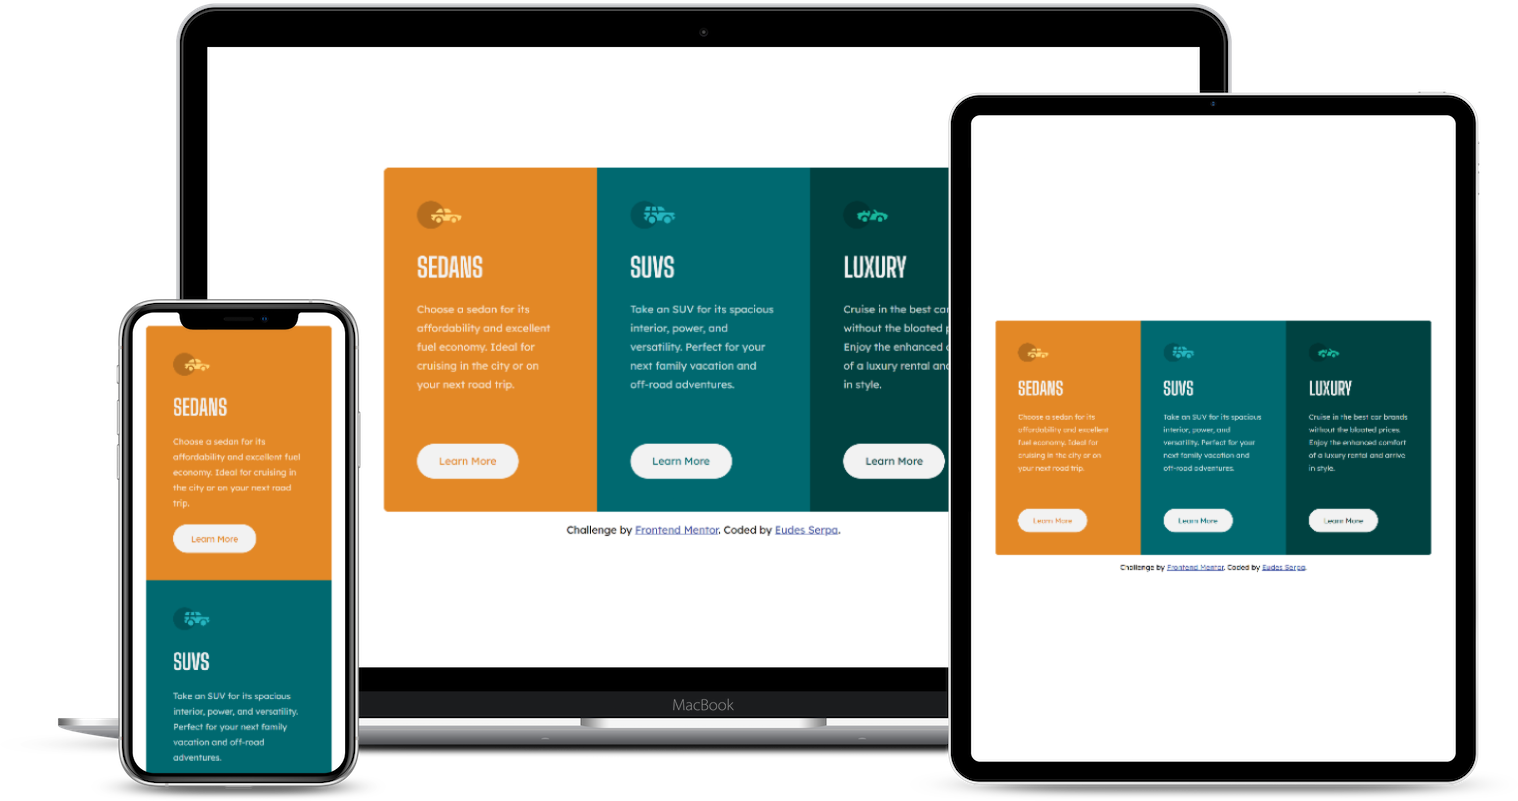 SEDANS
Choose a sedan for its
affordability and excellent
fuel economy. Ideal for
cruising in the city or on
your next road trip.
Learn More
SUVS
Take an SUV for its spacious
interior, power, and
versatility. Perfect for your
next family vacation and
off-road adventures.
Learn More
LUXURY
Cruise in the best car
without the bloated
Enjoy the enhanced
of a luxury rental and
in style.
Learn More
Challenge by Frontend Mentor. Coded by Eudes Serpa.
MacBook
SEDANS
Choose a sedan for its
affordability and excellent fuel
economy. Ideal for cruising in
the city or on your next road
trip.
Learn More
SUVS
Take an SUV for its spacious
interior, power, and versatility.
Perfect for your next family
vacation and off-road
adventures.
SEDANS
Choose a sedan for its
affordability and excellent
fuel economy. Ideal for
cruising in the city or on
your next road trip.
Learn More
SUVS
Take an SUV for its spacious
interior, power, and
versatility. Perfect for your
next family vacation and
off-road adventures.
Learn More
LUXURY
Cruise in the best car brands
without the bloated prices.
Enjoy the enhanced comfort
of a luxury rental and arrive
in style.
Learn More
Challenge by Frontend Mentor. Coded by Eudes Serpa.